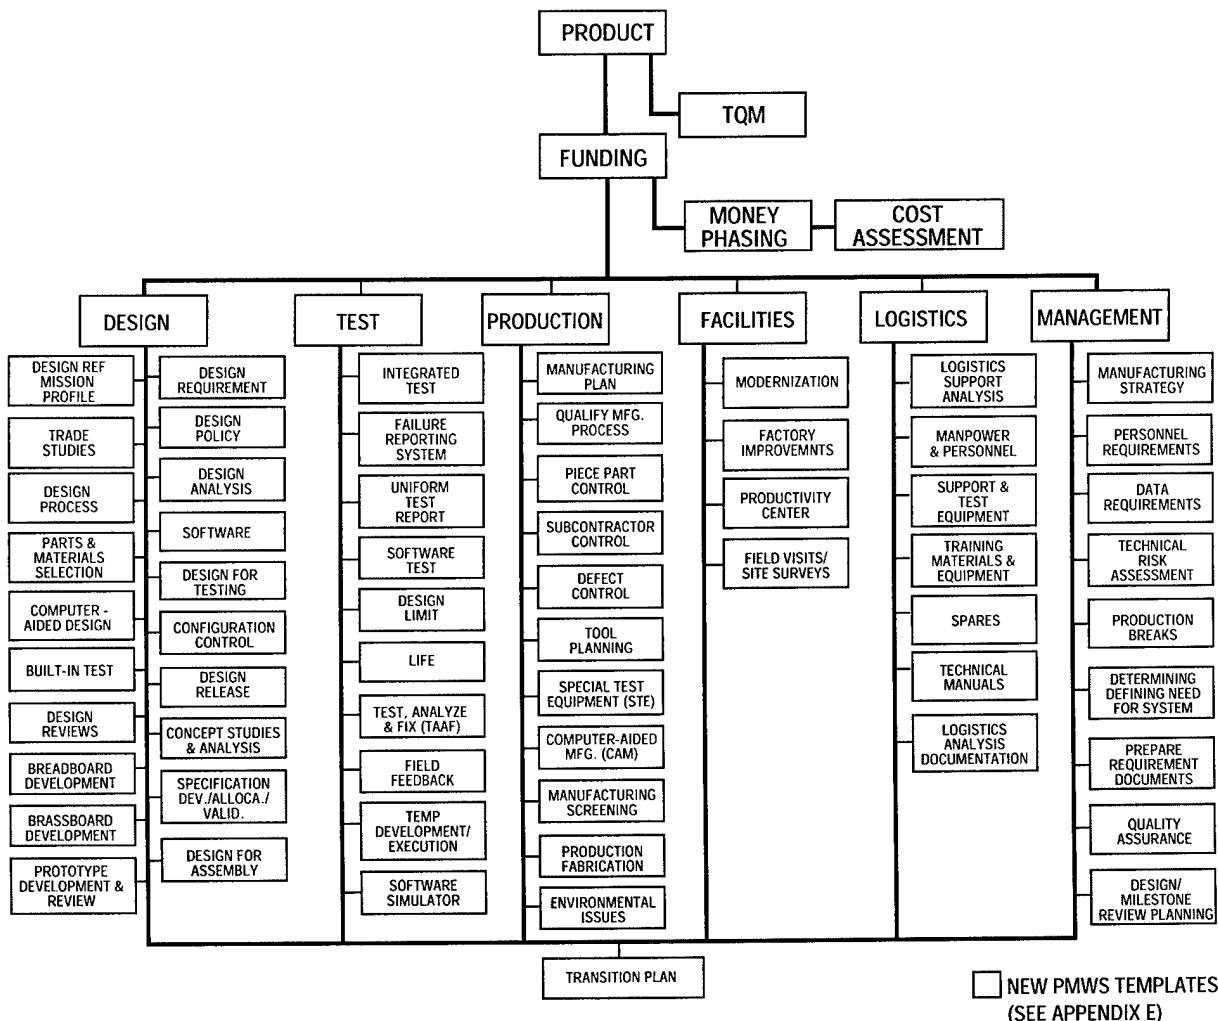 PRODUCT
TQM
FUNDING
MONEY
PHASING
COST
ASSESSMENT
DESIGN
TEST
PRODUCTION
FACILITIES
LOGISTICS
MANAGEMENT
DESIGN REF
MISSION
PROFILE
TRADE
STUDIES
DESIGN
PROCESS
PARTS &
MATERIALS
SELECTION
COMPUTER -
AIDED DESIGN
BUILT-IN TEST
DESIGN
REVIEWS
BREADBOARD
DEVELOPMENT
BRASSBOARD
DEVELOPMENT
PROTOTYPE
DEVELOPMENT &
REVIEW
DESIGN
REQUIREMENT
DESIGN
POLICY
DESIGN
ANALYSIS
SOFTWARE
DESIGN FOR
TESTING
CONFIGURATION
CONTROL
DESIGN
RELEASE
CONCEPT STUDIES
& ANALYSIS
SPECIFICATION
DEV./ALLOCA./
VALID.
DESIGN FOR
ASSEMBLY
INTEGRATED
TEST
FAILURE
REPORTING
SYSTEM
UNIFORM
TEST
REPORT
SOFTWARE
TEST
DESIGN
LIMIT
LIFE
TEST, ANALYZE
& FIX (TAAF)
FIELD
FEEDBACK
TEMP
DEVELOPMENT/
EXECUTION
SOFTWARE
SIMULATOR
MANUFACTURING
PLAN
QUALIFY MFG.
PROCESS
PIECE PART
CONTROL
SUBCONTRACTOR
CONTROL
DEFECT
CONTROL
TOOL
PLANNING
SPECIAL TEST
EQUIPMENT (STE)
COMPUTER-AIDED
MFG. (CAM)
MANUFACTURING
SCREENING
PRODUCTION
FABRICATION
ENVIRONMENTAL
ISSUES
MODERNIZATION
FACTORY
IMPROVEMNTS
PRODUCTIVITY
CENTER
FIELD VISITS/
SITE SURVEYS
LOGISTICS
SUPPORT
ANALYSIS
MANPOWER
& PERSONNEL
SUPPORT &
TEST
EQUIPMENT
TRAINING
MATERIALS &
EQUIPMENT
SPARES
TECHNICAL
MANUALS
LOGISTICS
ANALYSIS
DOCUMENTATION
MANUFACTURING
STRATEGY
PERSONNEL
REQUIREMENTS
DATA
REQUIREMENTS
TECHNICAL
RISK
ASSESSMENT
PRODUCTION
BREAKS
DETERMINING
DEFINING NEED
FOR SYSTEM
PREPARE
REQUIREMENT
DOCUMENTS
QUALITY
ASSURANCE
DESIGN/
MILESTONE
REVIEW PLANNING
TRANSITION PLAN
NEW PMWS TEMPLATES
(SEE APPENDIX E)